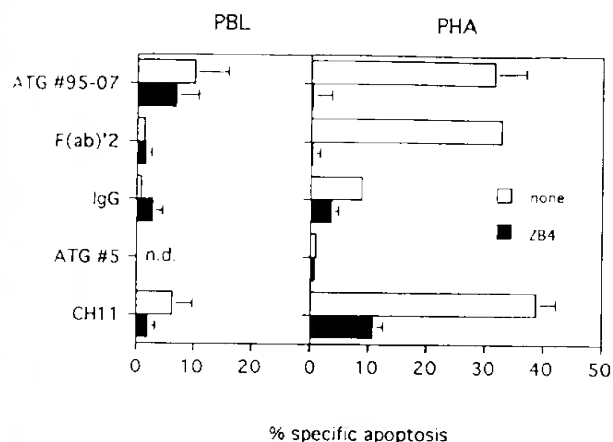 PBL PHA
ATG #95-07
F(ab)'2
IgG
ATG #5 n.d.
CH11
none
ZB4
0 10 20 30 0 10 20 30 40 50
% specific apoptosis